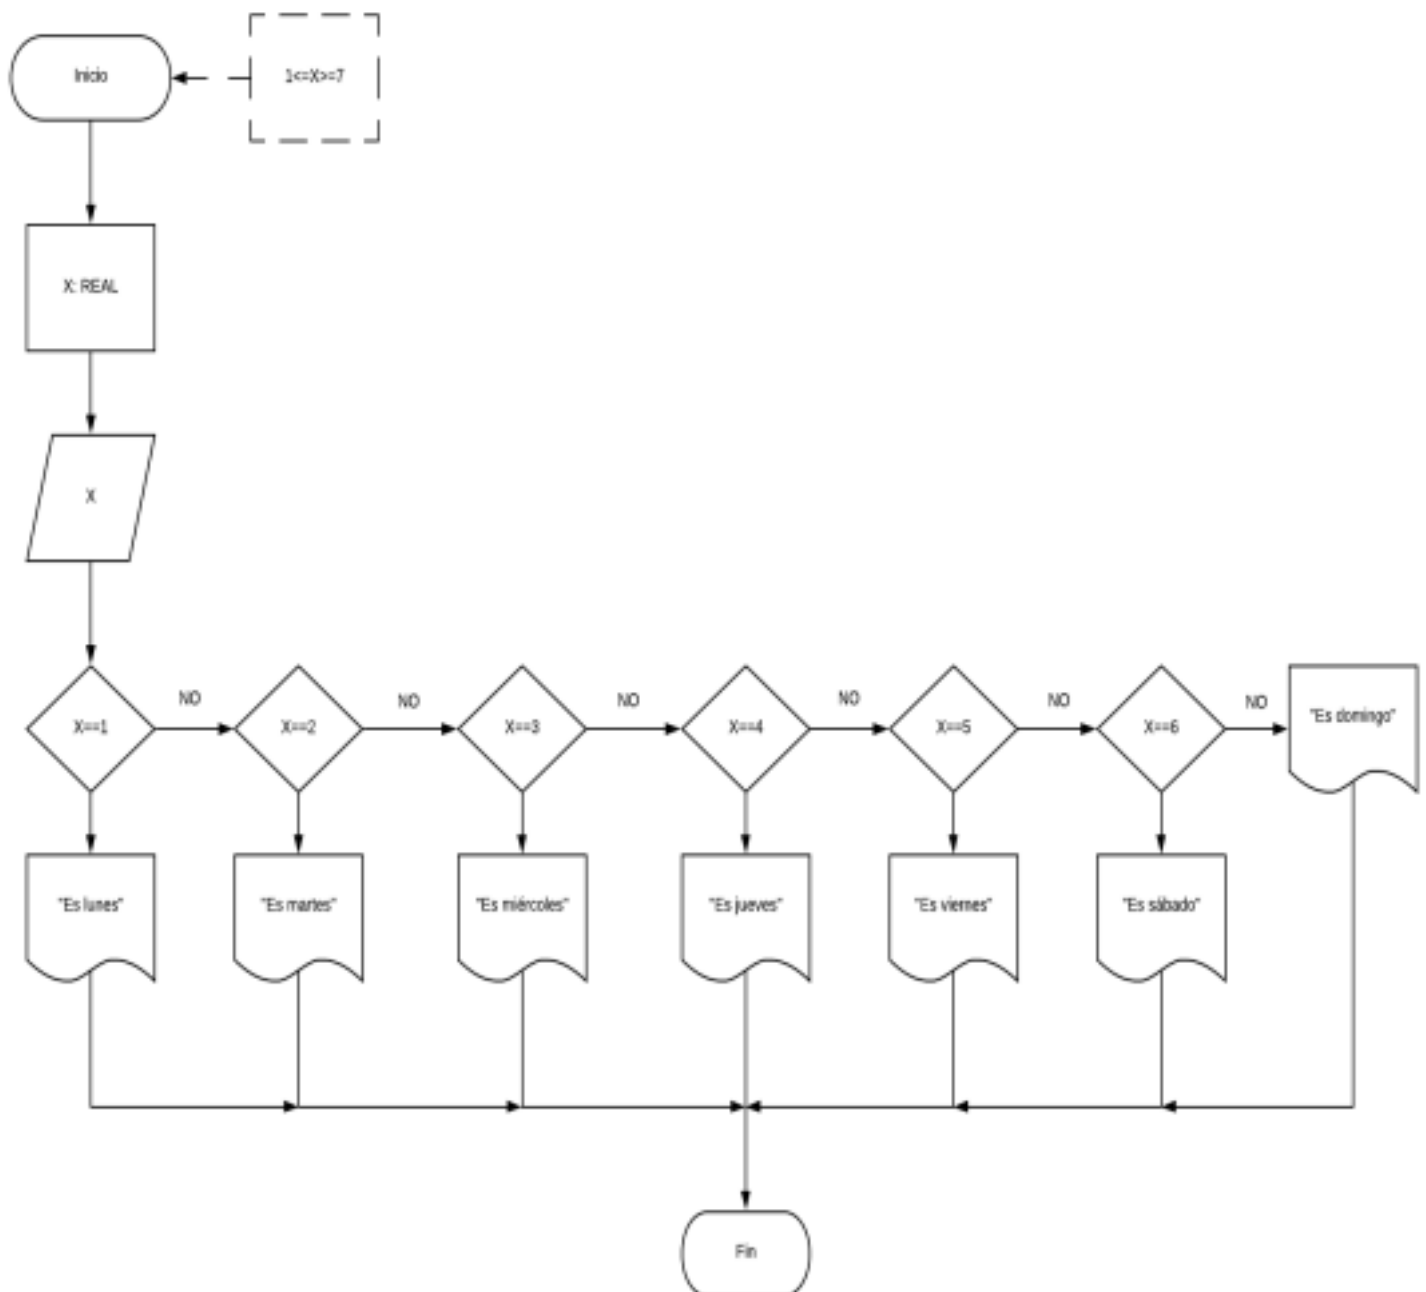 Inicio
1<=X>=7
X: REAL
X
X==1
NO
X==2
NO
X==3
NO
X==4
NO
X==5
NO
X==6
NO
"Es domingo"
"Es lunes"
"Es martes"
"Es miércoles"
"Es jueves"
"Es viernes"
"Es sábado"
Fin